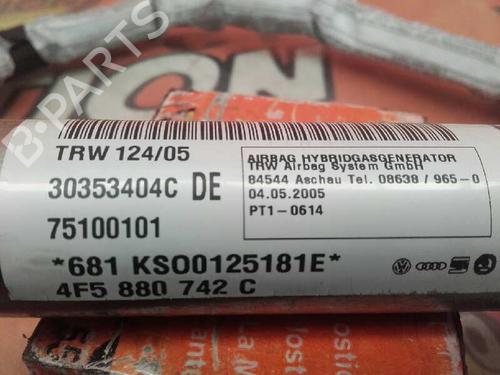 ON
B-PARTS
TRW 124/05
30353404C DE
75100101
*681 KSO0125181E*
4F5 880 742 C
AIRBAG HYBRIDGASGENERATOR
TRW Airbag System GmbH
84544 Aschau Tel. 08638 / 965-0
04.05.2005
PT1-0614